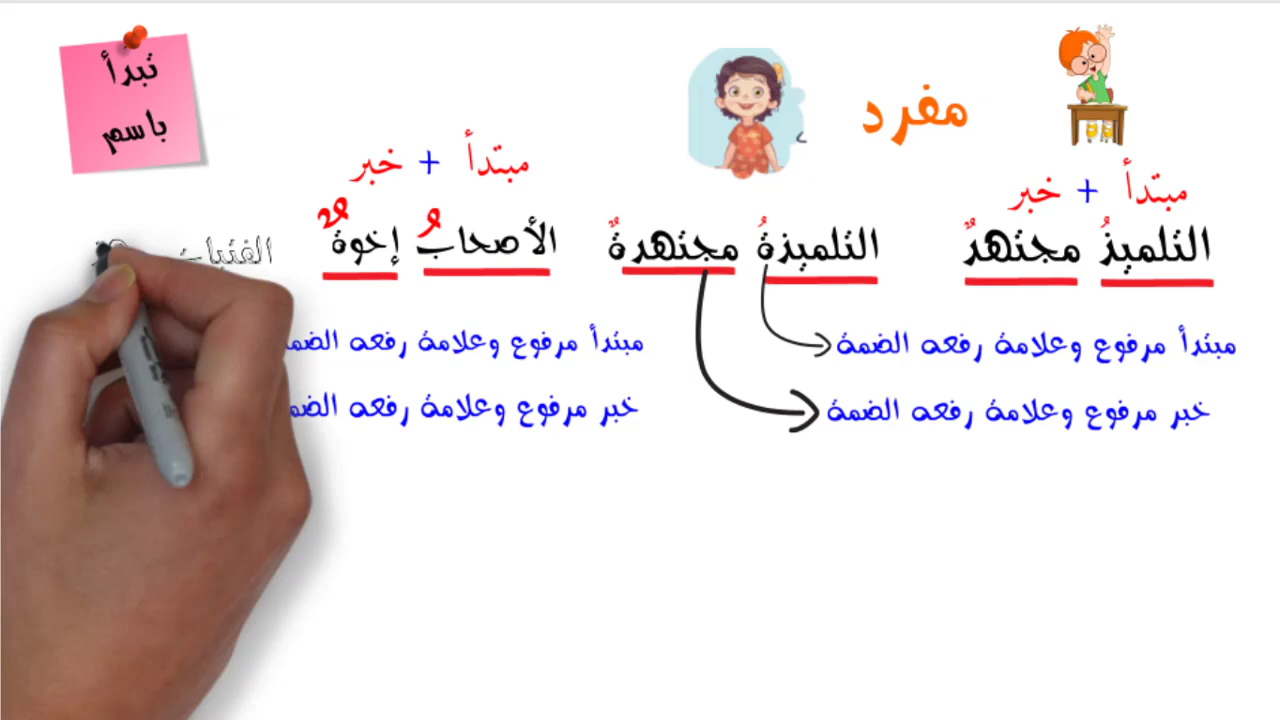 تبدأ
باسم
مفرد
مبتدأ + خبر
التلميذُ مجتهدٌ
التلميذةُ مجتهدةٌ
مبتدأ + خبر
الأصحابُ إخوةٌ
مبتدأ مرفوع وعلامة رفعه الضمة
خبر مرفوع وعلامة رفعه الضمة
مبتدأ مرفوع وعلامة رفعه
خبر مرفوع وعلامة رفعه